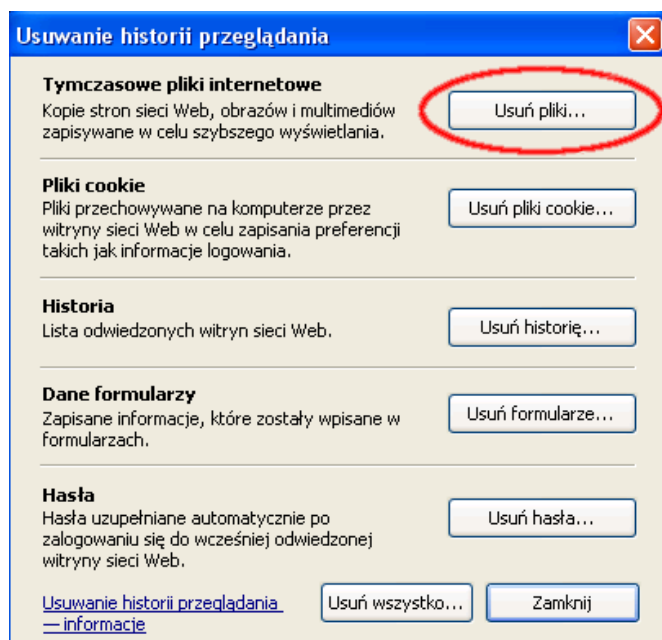 Usuwanie historii przeglądania
Tymczasowe pliki internetowe
Kopie stron sieci Web, obrazów i multimediów
zapisywane w celu szybszego wyświetlania.
Usuń pliki...
Pliki cookie
Pliki przechowywane na komputerze przez
witryny sieci Web w celu zapisania preferencji
takich jak informacje logowania.
Usuń pliki cookie...
Historia
Lista odwiedzonych witryn sieci Web.
Usuń historię...
Dane formularzy
Zapisane informacje, które zostały wpisane w
formularzach.
Usuń formularze...
Hasła
Hasła uzupełniane automatycznie po
zalogowaniu się do wcześniej odwiedzonej
witryny sieci Web.
Usuń hasła...
Usuwanie historii przeglądania
— informacje
Usuń wszystko...
Zamknij